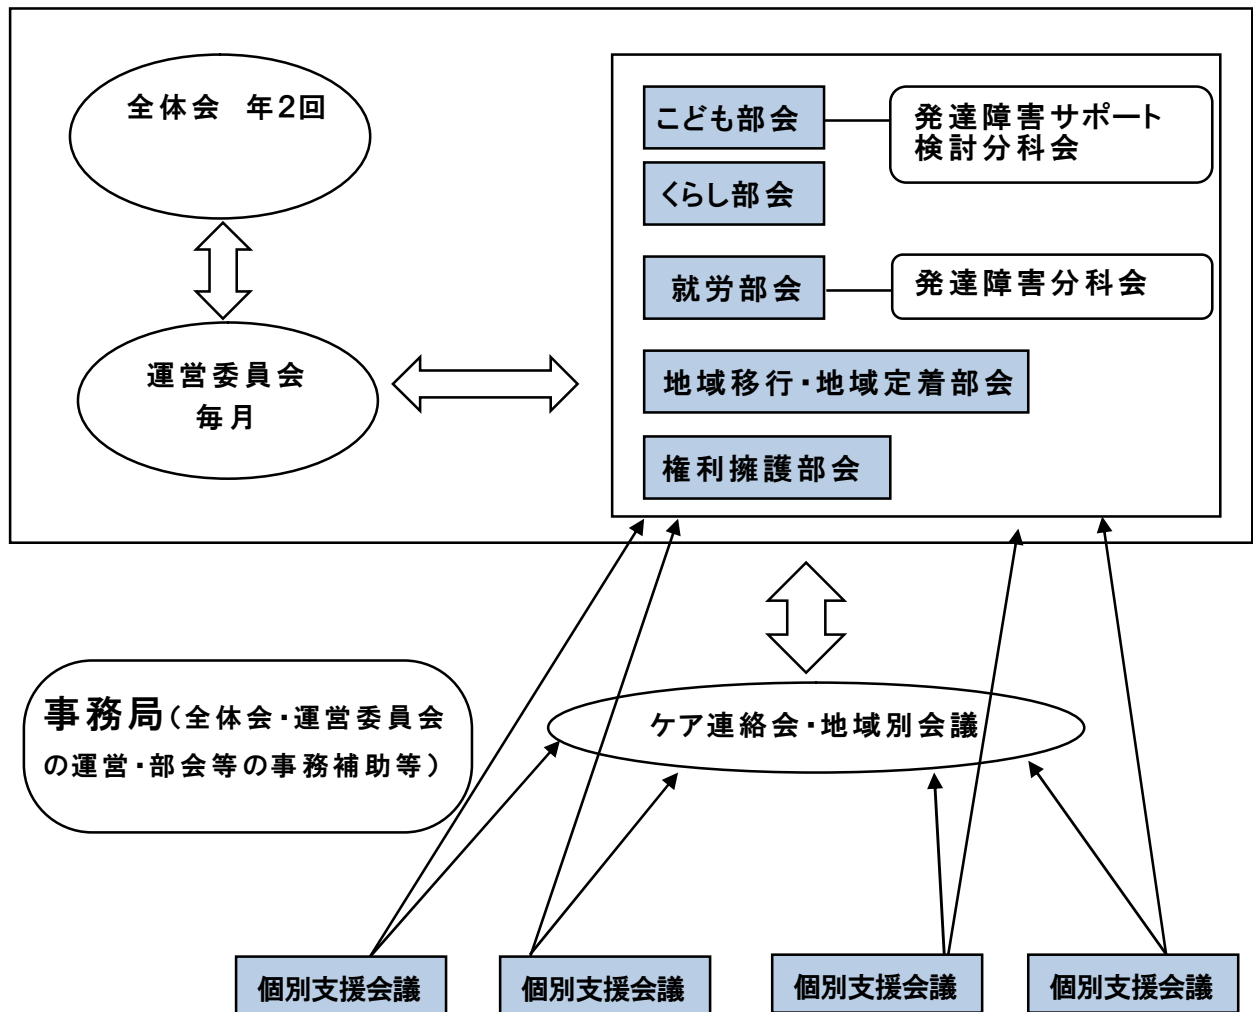 全体会　年2回
運営委員会
毎月
こども部会
発達障害サポート
検討分科会
くらし部会
就労部会
発達障害分科会
地域移行・地域定着部会
権利擁護部会
事務局（全体会・運営委員会
の運営・部会等の事務補助等）
ケア連絡会・地域別会議
個別支援会議
個別支援会議
個別支援会議
個別支援会議